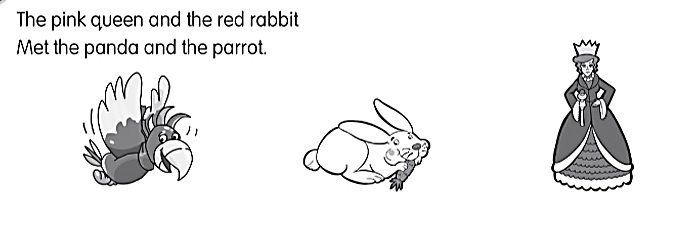 The pink queen and the red rabbit
Met the panda and the parrot.